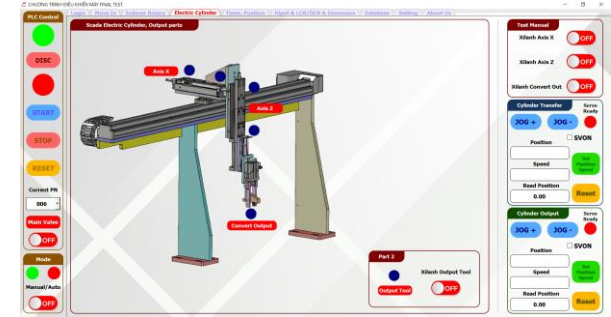 CHƯƠNG TRÌNH ĐIỀU KHIỂN MÁY FINAL TEST
Login
Move In
Indexer Rotary
Electric Cylinder
Timer, Position
Hipot & LCR/DCR & Dimension
Database
Setting
About Us
PLC Control
DISC
START
STOP
RESET
Current PN
006
Main Valve
OFF
Mode
Manual/Auto
OFF
Scada Electric Cylinder, Output parts
Axis X
Axis Z
Convert Output
Part 2
Output Tool
Xilanh Output Tool
OFF
Test Manual
Xilanh Axis X
OFF
Xilanh Axis Z
OFF
Xilanh Convert Out
OFF
Cylinder Transfer
Servo Ready
JOG +
JOG -
SVON
Position
Speed
Set Position Speed
Read Position
0.00
Reset
Cylinder Output
Servo Ready
JOG +
JOG -
SVON
Position
Speed
Set Position Speed
Read Position
0.00
Reset